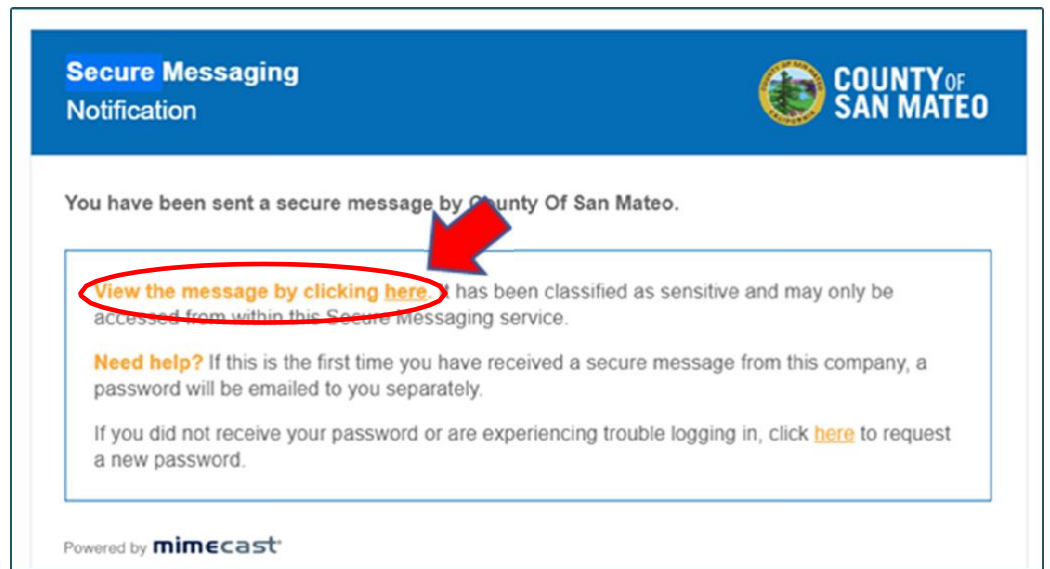 Secure Messaging
Notification
COUNTY OF
SAN MATEO
You have been sent a secure message by County Of San Mateo.
View the message by clicking here. It has been classified as sensitive and may only be
accessed from within this Secure Messaging service.
Need help? If this is the first time you have received a secure message from this company, a
password will be emailed to you separately.
If you did not receive your password or are experiencing trouble logging in, click here to request
a new password.
Powered by mimecast